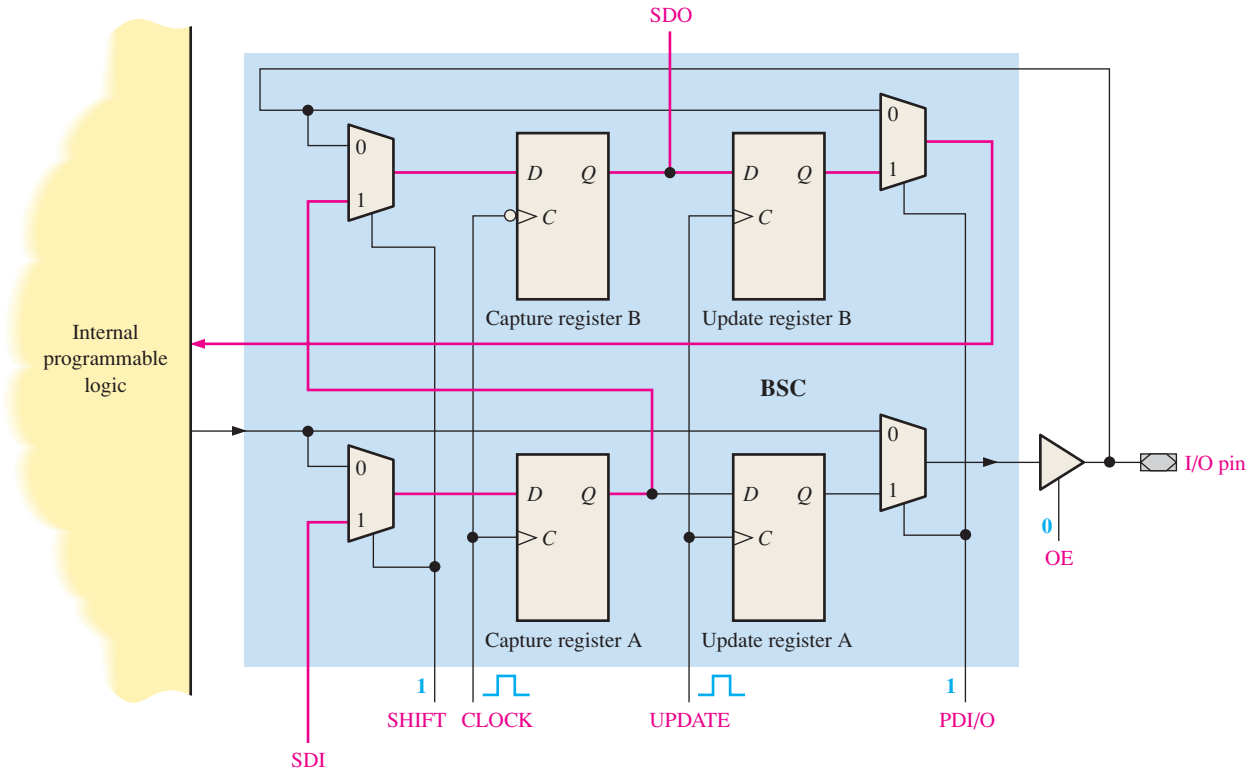 SDO
0
0
D Q
D Q
1
1
C
C
Capture register B
Update register B
Internal
programmable
logic
BSC
0
0
I/O pin
D Q
D Q
1
1
C
C
0
OE
Capture register A
Update register A
1
1
SHIFT
CLOCK
UPDATE
PDI/O
SDI